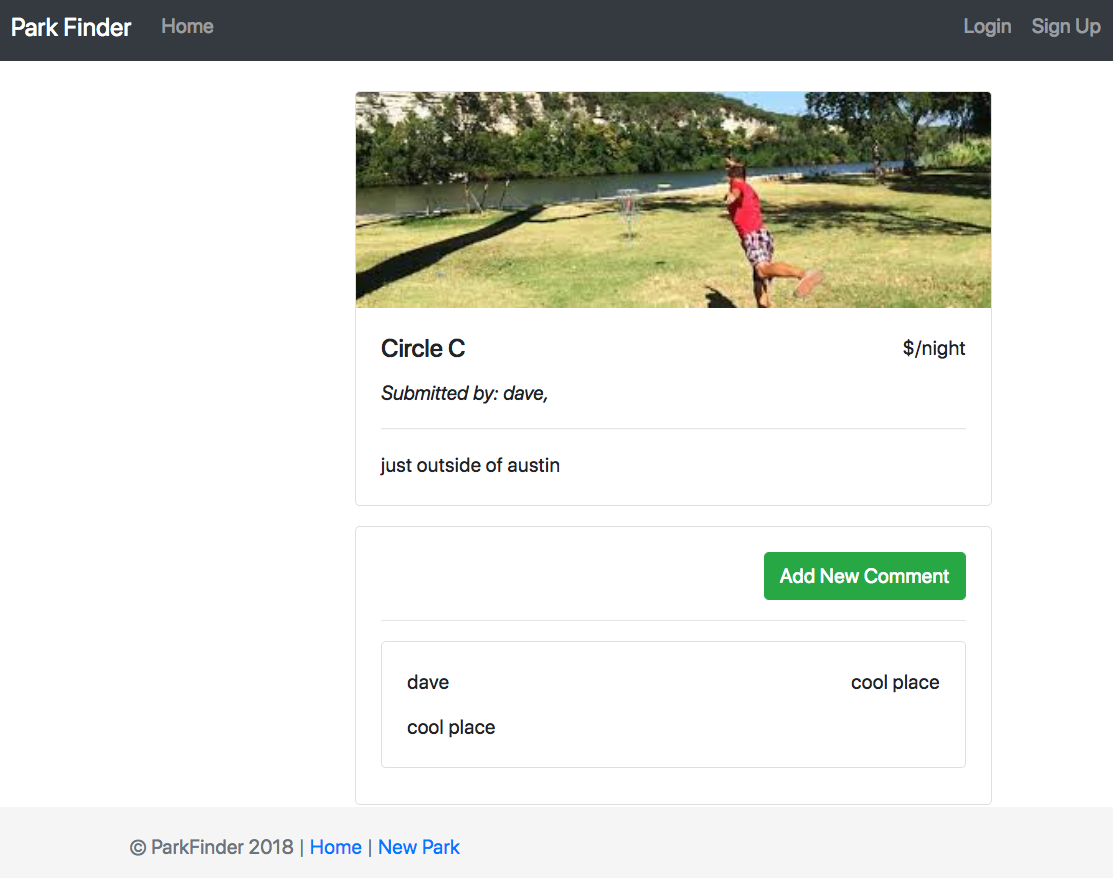 Park Finder Home Login Sign Up
Circle C $/night
Submitted by: dave,
just outside of austin
Add New Comment
dave cool place
cool place
© ParkFinder 2018 | Home | New Park